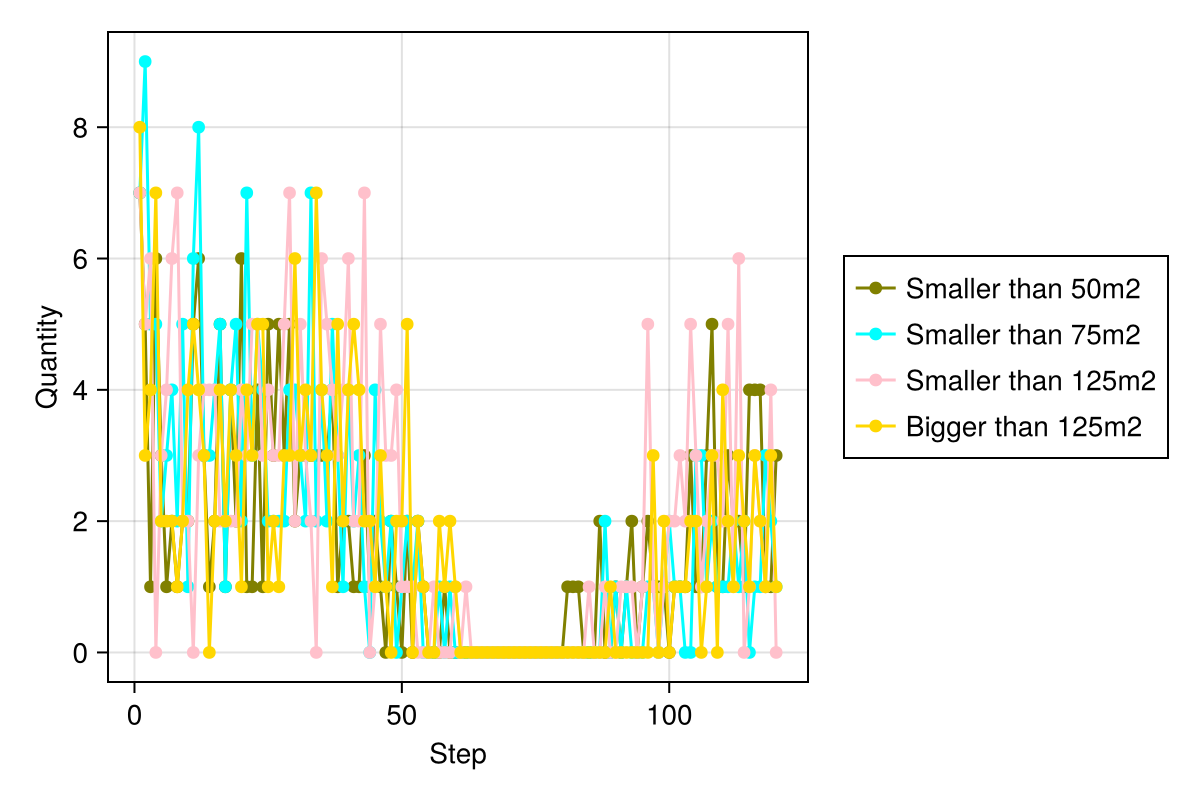 8
6
4
2
0
Quantity
0 50 100
Step
Smaller than 50m2
Smaller than 75m2
Smaller than 125m2
Bigger than 125m2